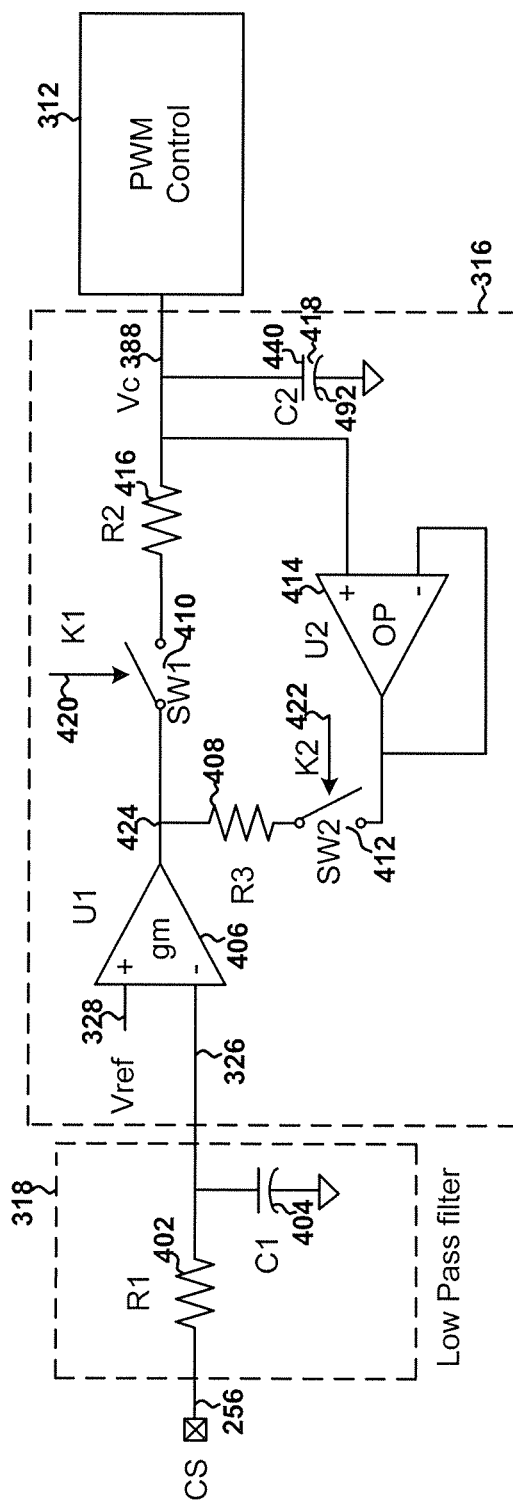 CS
256
318
R1
402
C1
404
Low Pass filter
326
Vref
328
U1
+
-
gm
406
424
408
R3
420
K1
SW1
410
K2
422
SW2
412
R2
416
Vc
388
U2
414
+
-
OP
C2
440
418
492
312
PWM
Control
316